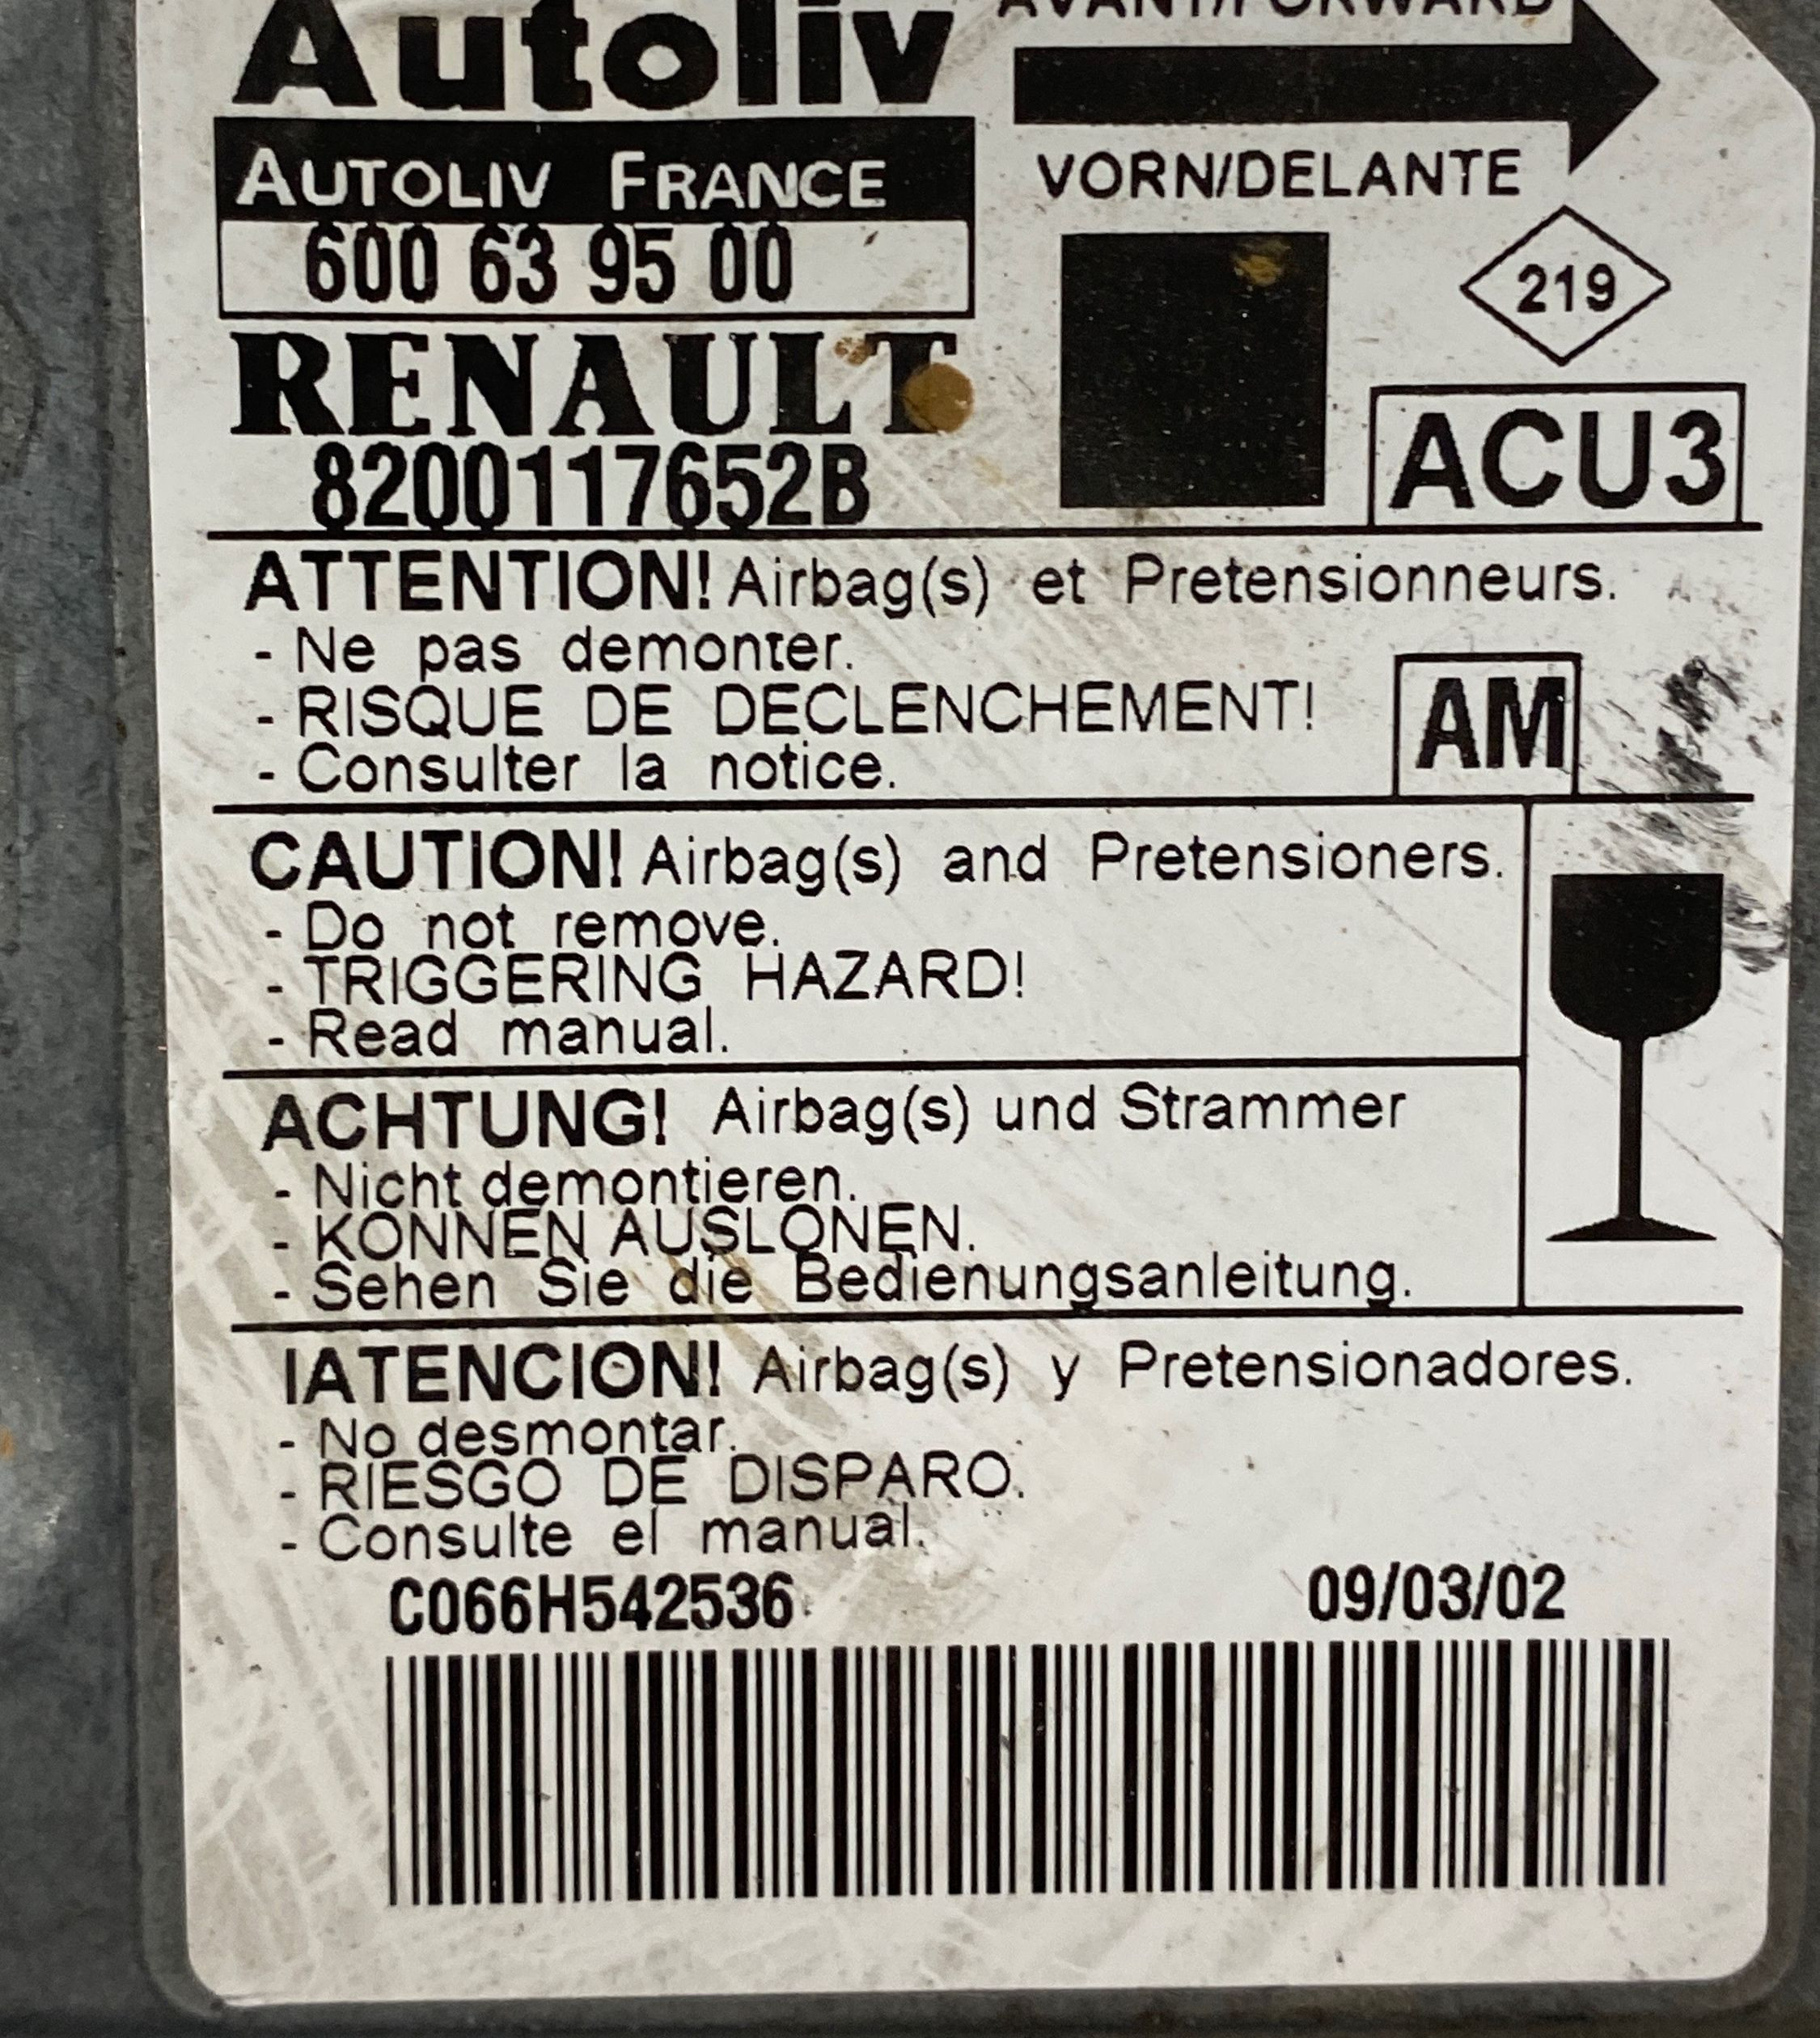 Autoliv
AVANT/FORWARD
AUTOLIV FRANCE
VORN/DELANTE
600 63 95 00
219
RENAULT
8200117652B
ACU3
ATTENTION! Airbag(s) et Pretensionneurs.
- Ne pas demonter.
- RISQUE DE DECLENCHEMENT!
- Consulter la notice.
AM
CAUTION! Airbag(s) and Pretensioners.
- Do not remove.
- TRIGGERING HAZARD!
- Read manual.
ACHTUNG! Airbag(s) und Strammer
- Nicht demontieren.
- KONNEN AUSLONEN.
- Sehen Sie die Bedienungsanleitung.
IATENCION! Airbag(s) y Pretensionadores.
- No desmontar.
- RIESGO DE DISPARO.
- Consulte el manual.
C066H542536 09/03/02